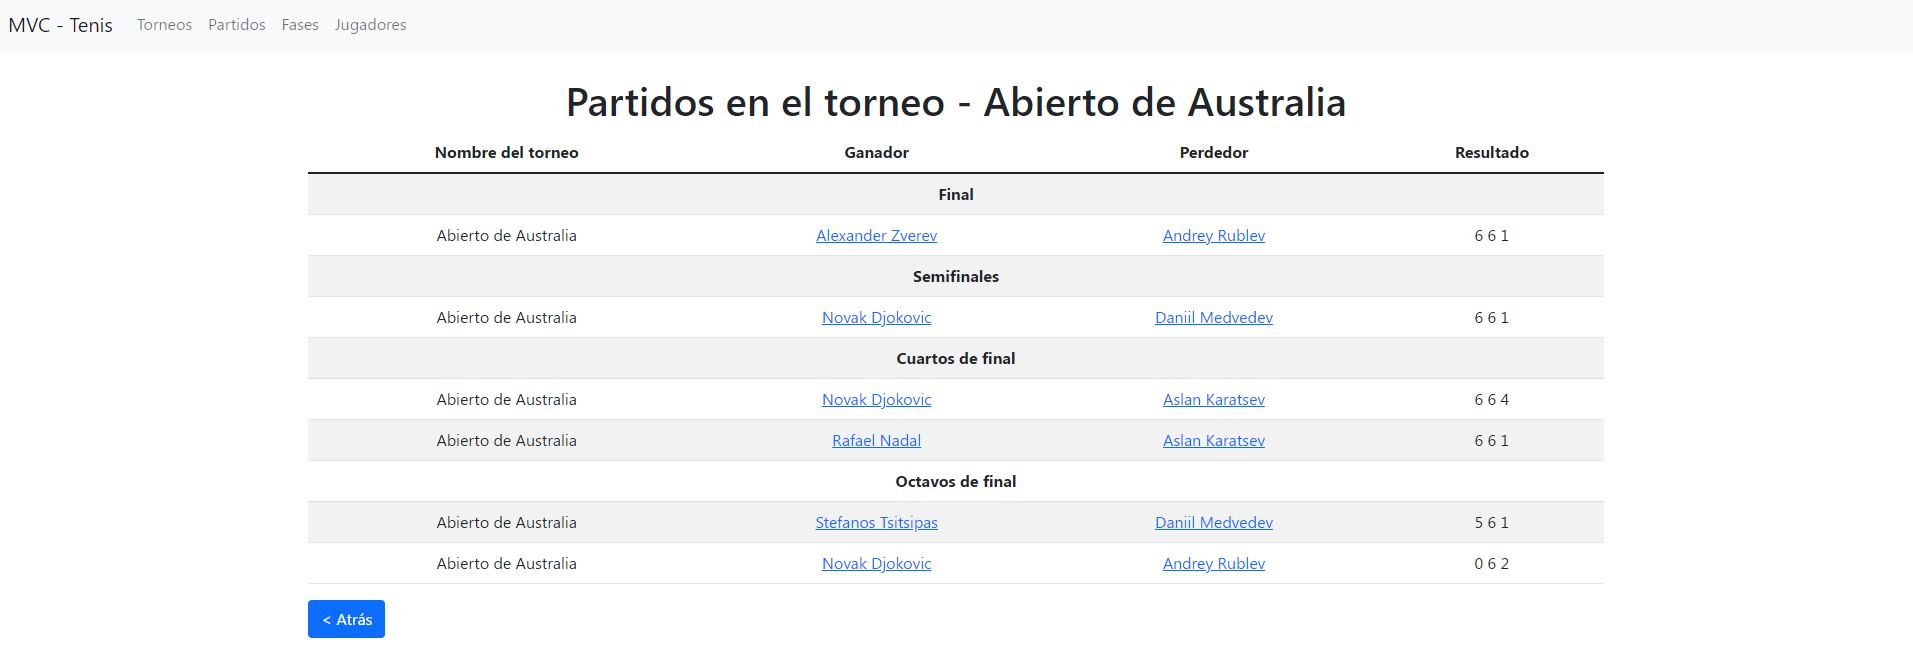 MVC - Tenis Torneos Partidos Fases Jugadores
Partidos en el torneo - Abierto de Australia
Nombre del torneo Ganador Perdedor Resultado
Final
Abierto de Australia Alexander Zverev Andrey Rublev 6 6 1
Semifinales
Abierto de Australia Novak Djokovic Daniil Medvedev 6 6 1
Cuartos de final
Abierto de Australia Novak Djokovic Aslan Karatsev 6 6 4
Abierto de Australia Rafael Nadal Aslan Karatsev 6 6 1
Octavos de final
Abierto de Australia Stefanos Tsitsipas Daniil Medvedev 5 6 1
Abierto de Australia Novak Djokovic Andrey Rublev 0 6 2
< Atrás